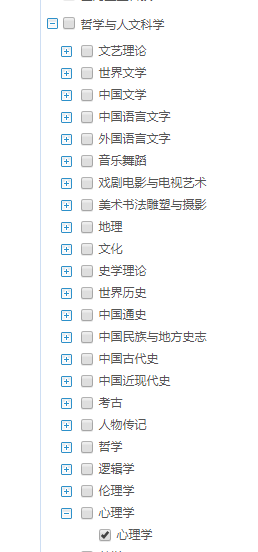 哲学与人文科学
文艺理论
世界文学
中国文学
中国语言文字
外国语言文字
音乐舞蹈
戏剧电影与电视艺术
美术书法雕塑与摄影
地理
文化
史学理论
世界历史
中国通史
中国民族与地方史志
中国古代史
中国近现代史
考古
人物传记
哲学
逻辑学
伦理学
心理学
心理学